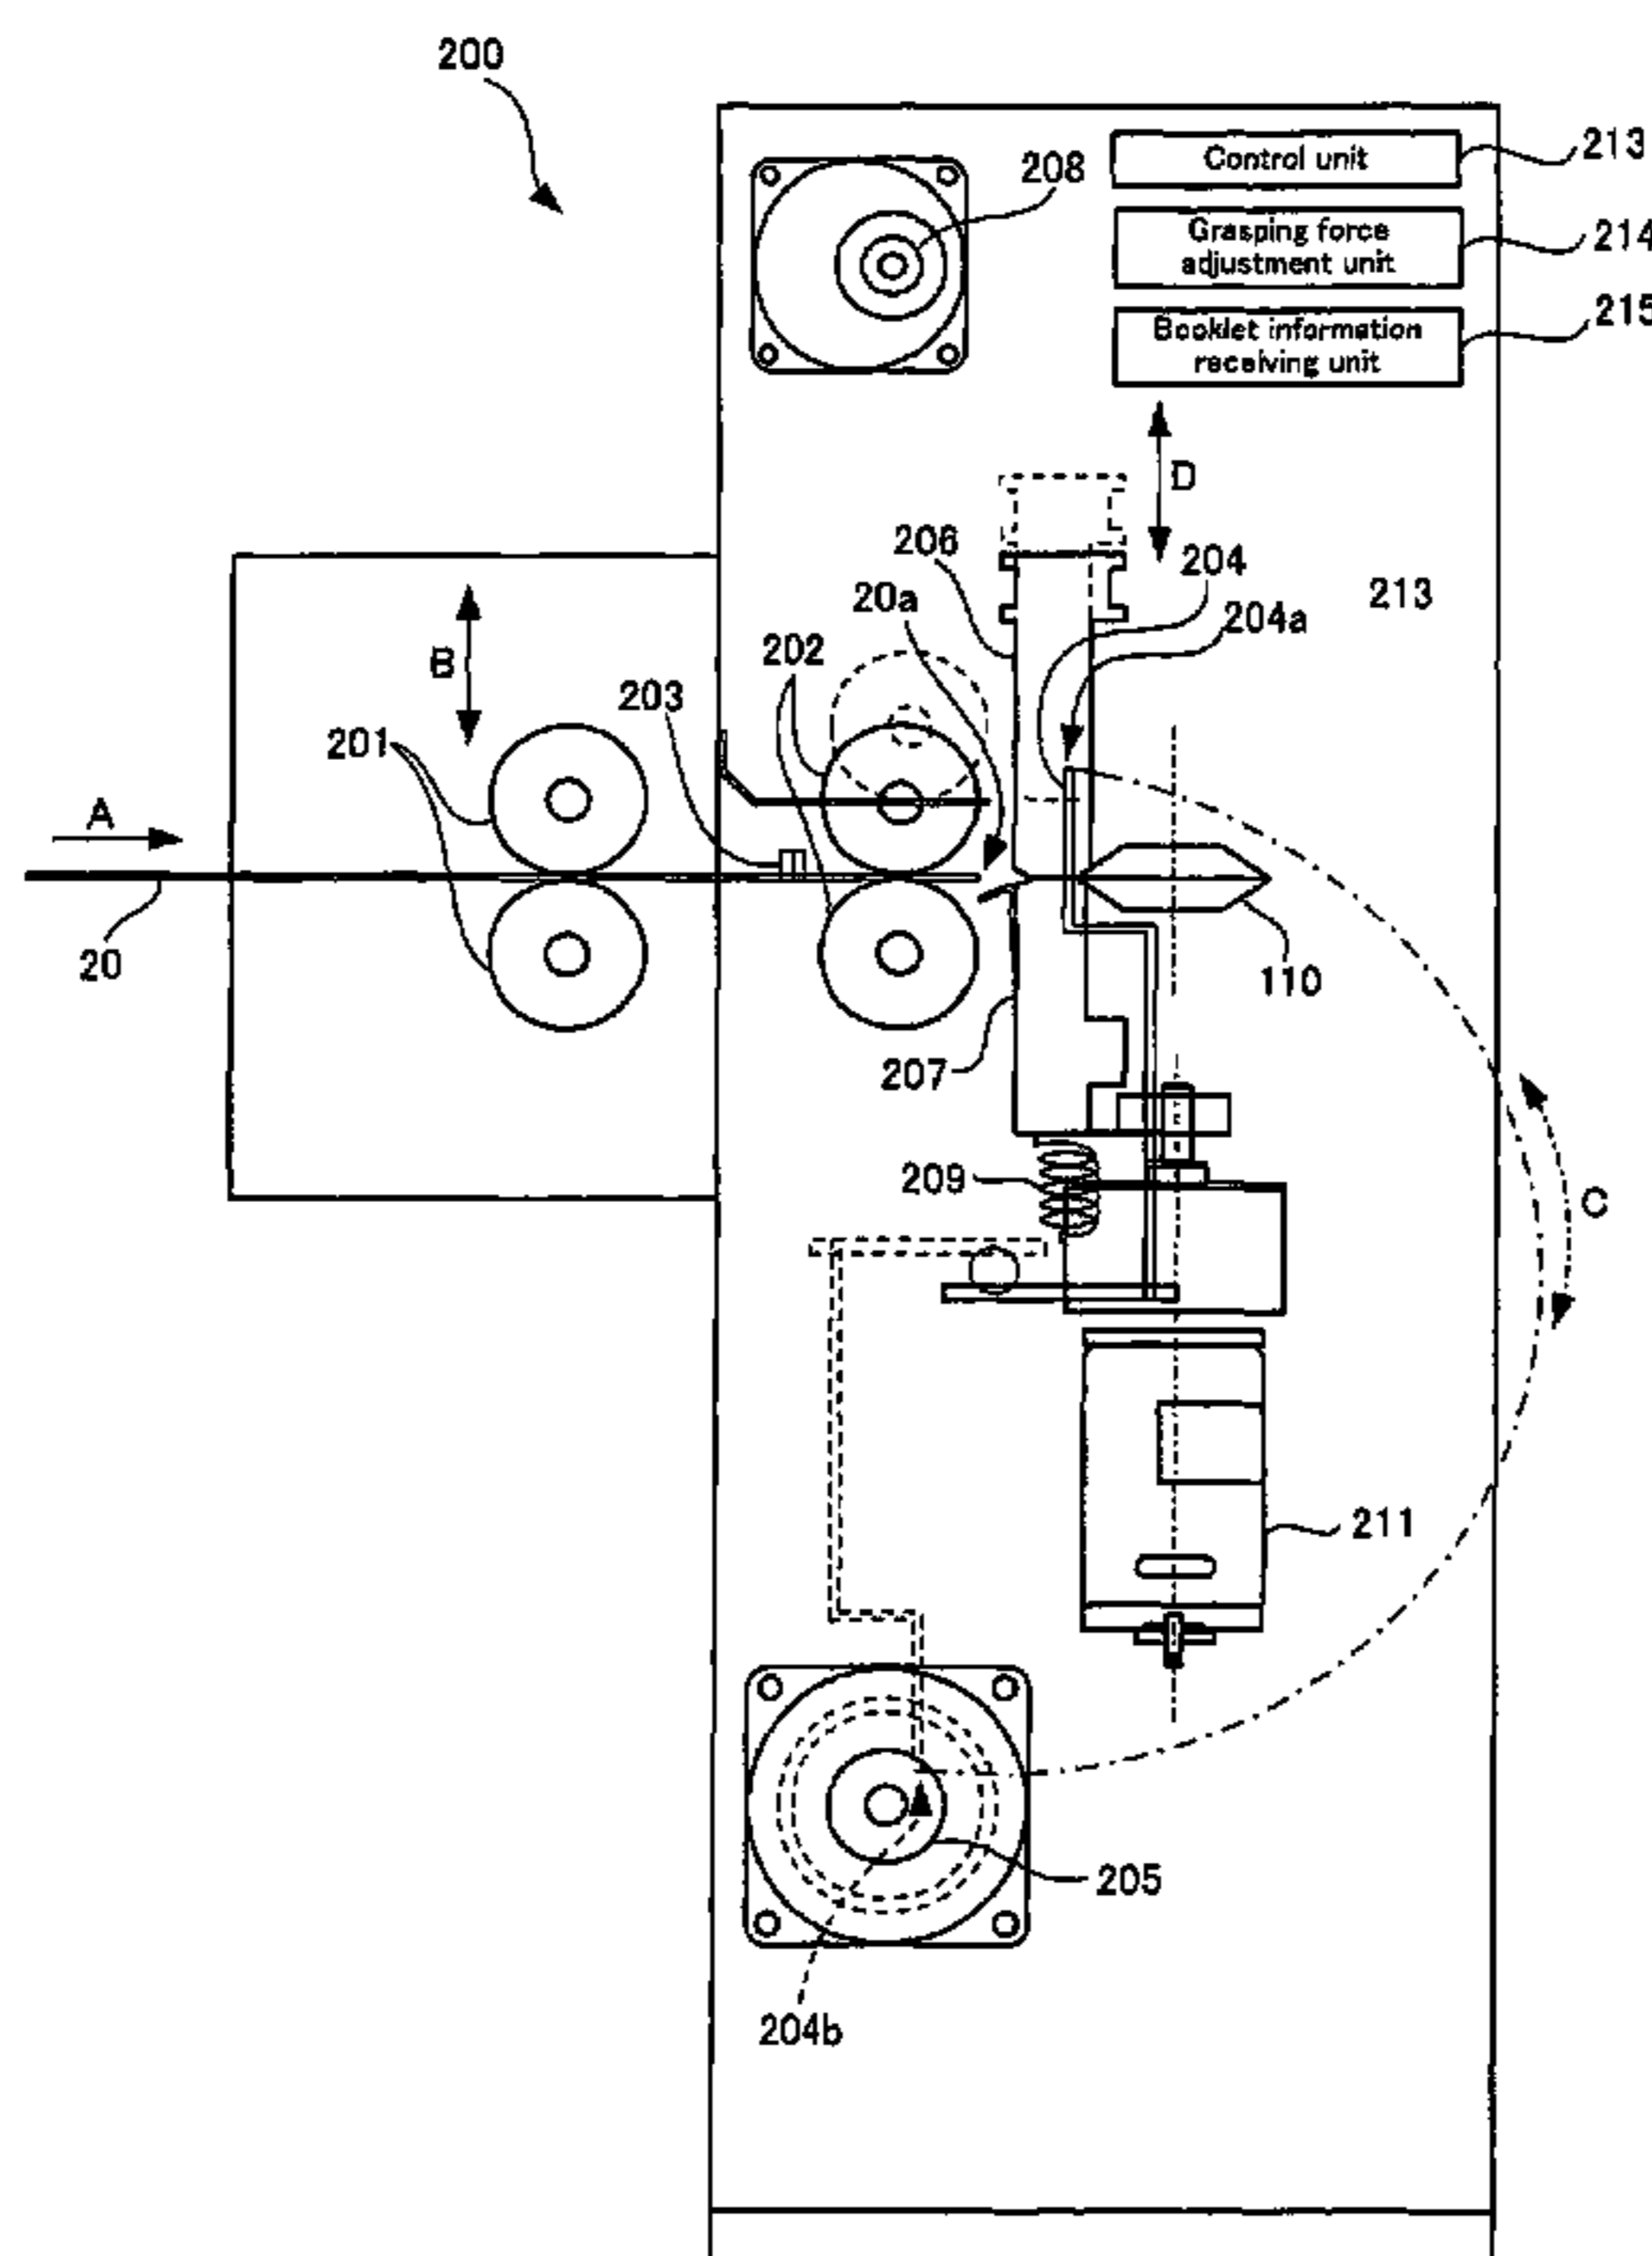 200
208
Control unit
213
Grasping force
adjustment unit
214
Booklet information
receiving unit
215
D
206
204
20a
213
204a
B
202
203
201
A
20
110
207
209
C
211
205
204b